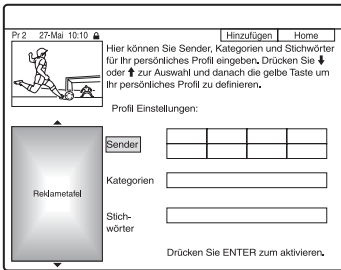 Pr 2 27-Mai 10:10 Hinzufügen Home
Hier können Sie Sender, Kategorien und Stichwörter
für Ihr persönliches Profil eingeben. Drücken Sie ⬇
oder ⬆ zur Auswahl und danach die gelbe Taste um
Ihr persönliches Profil zu definieren.
Profil Einstellungen:
Sender
Kategorien
Reklametafel
Stich-
wörter
Drücken Sie ENTER zum aktivieren.